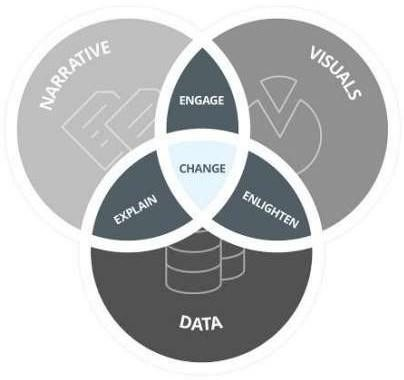 NARRATIVE
VISUALS
ENGAGE
CHANGE
EXPLAIN
ENLIGHTEN
DATA